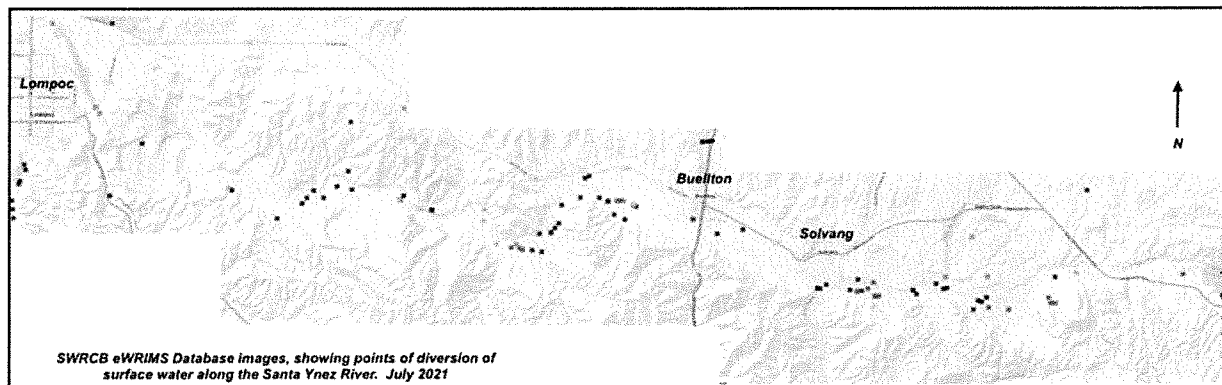 Lompoc
N
Buellton
Solvang
SWRCB eWRIMS Database images, showing points of diversion of
surface water along the Santa Ynez River. July 2021